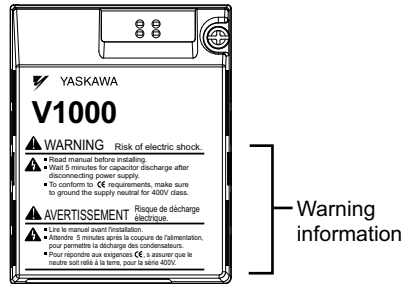 YASKAWA
V1000
WARNING Risk of electric shock.
Read manual before installing.
Wait 5 minutes for capacitor discharge after
disconnecting power supply.
To conform to CE requirements, make sure
to ground the supply neutral for 400V class.
AVERTISSEMENT Risque de décharge
électrique.
Lire le manuel avant l'installation.
Attendre 5 minutes après la coupure de l'alimentation,
pour permettre la décharge des condensateurs.
Pour répondre aux exigences CE, s assurer que le
neutre soit relié à la terre, pour la série 400V.
Warning
information